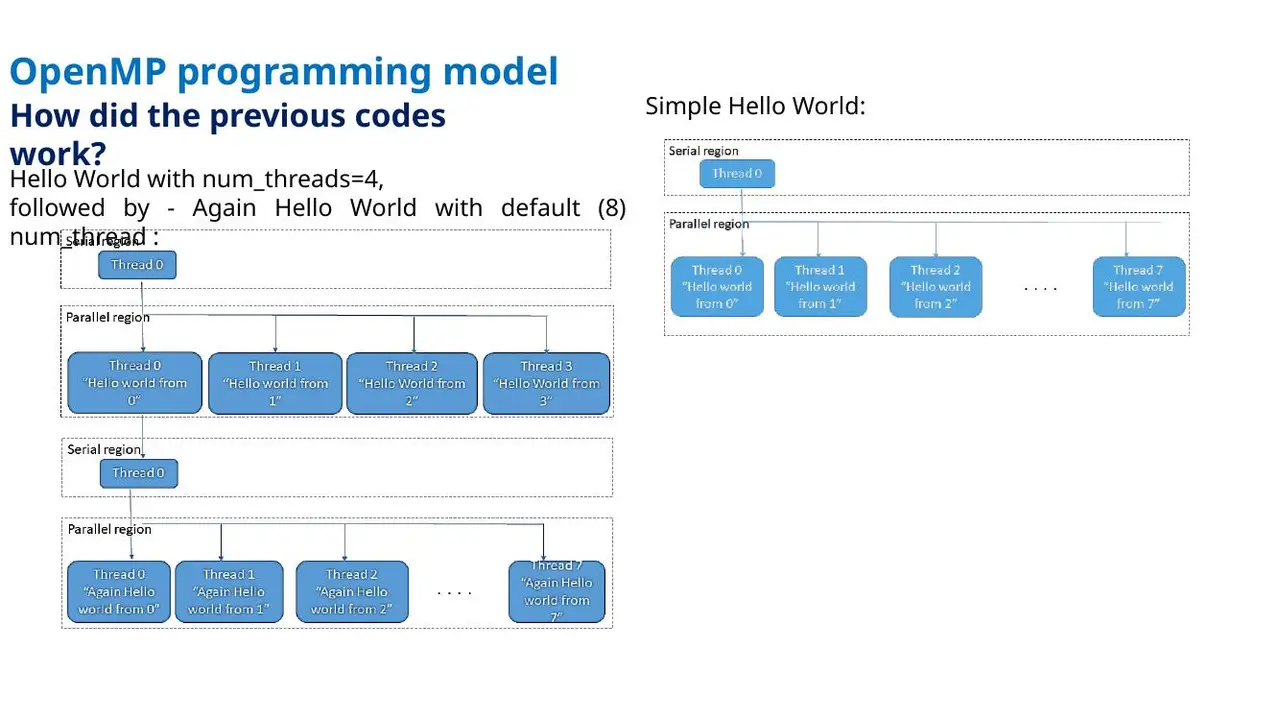 OpenMP programming model
How did the previous codes
work?
Hello World with num_threads=4,
followed by - Again Hello World with default (8)
num_thread :
Serial region
Thread 0
Parallel region
Thread 0
“Hello world from
0”
Thread 1
“Hello world from
1”
Thread 2
“Hello World from
2”
Thread 3
“Hello World from
3”
Serial region
Thread 0
Parallel region
Thread 0
“Again Hello
world from 0”
Thread 1
“Again Hello
world from 1”
Thread 2
“Again Hello
world from 2”
. . . .
Thread 7
“Again Hello
world from
7”
Simple Hello World:
Serial region
Thread 0
Parallel region
Thread 0
“Hello world
from 0”
Thread 1
“Hello world
from 1”
Thread 2
“Hello world
from 2”
. . . .
Thread 7
“Hello world
from 7”